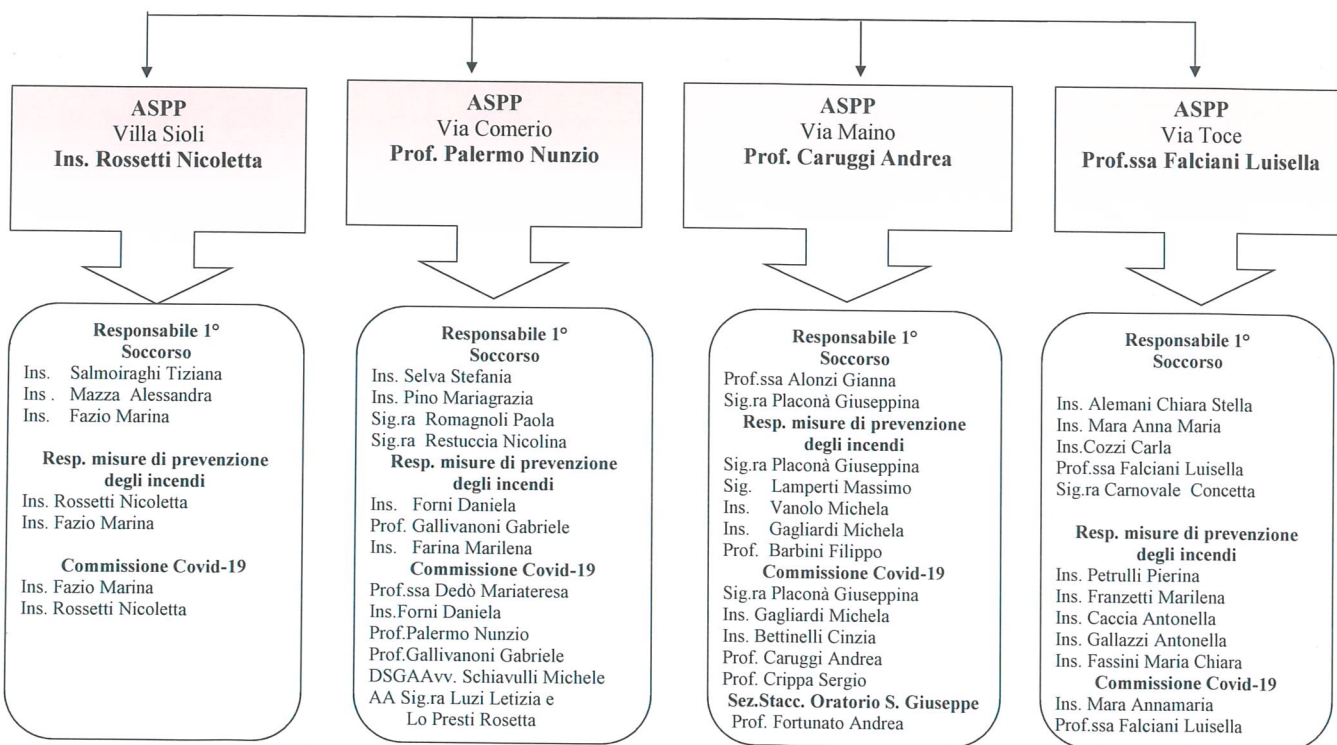 ASPP
Villa Sioli
Ins. Rossetti Nicoletta
ASPP
Via Comerio
Prof. Palermo Nunzio
ASPP
Via Maino
Prof. Caruggi Andrea
ASPP
Via Toce
Prof.ssa Falciani Luisella
Responsabile 1°
Soccorso
Ins. Salmoiraghi Tiziana
Ins . Mazza Alessandra
Ins. Fazio Marina
Resp. misure di prevenzione
degli incendi
Ins. Rossetti Nicoletta
Ins. Fazio Marina
Commissione Covid-19
Ins. Fazio Marina
Ins. Rossetti Nicoletta
Responsabile 1°
Soccorso
Ins. Selva Stefania
Ins. Pino Mariagrazia
Sig.ra Romagnoli Paola
Sig.ra Restuccia Nicolina
Resp. misure di prevenzione
degli incendi
Ins. Forni Daniela
Prof. Gallivanoni Gabriele
Ins. Farina Marilena
Commissione Covid-19
Prof.ssa Dedò Mariateresa
Ins.Forni Daniela
Prof.Palermo Nunzio
Prof.Gallivanoni Gabriele
DSGAAvv. Schiavulli Michele
AA Sig.ra Luzi Letizia e
Lo Presti Rosetta
Responsabile 1°
Soccorso
Prof.ssa Alonzi Gianna
Sig.ra Placonà Giuseppina
Resp. misure di prevenzione
degli incendi
Sig.ra Placonà Giuseppina
Sig. Lamperti Massimo
Ins. Vanolo Michela
Ins. Gagliardi Michela
Prof. Barbini Filippo
Commissione Covid-19
Sig.ra Placonà Giuseppina
Ins. Gagliardi Michela
Ins. Bettinelli Cinzia
Prof. Caruggi Andrea
Prof. Crippa Sergio
Sez.Stacc. Oratorio S. Giuseppe
Prof. Fortunato Andrea
Responsabile 1°
Soccorso
Ins. Alemani Chiara Stella
Ins. Mara Anna Maria
Ins.Cozzi Carla
Prof.ssa Falciani Luisella
Sig.ra Carnovale Concetta
Resp. misure di prevenzione
degli incendi
Ins. Petrulli Pierina
Ins. Franzetti Marilena
Ins. Caccia Antonella
Ins. Gallazzi Antonella
Ins. Fassini Maria Chiara
Commissione Covid-19
Ins. Mara Annamaria
Prof.ssa Falciani Luisella